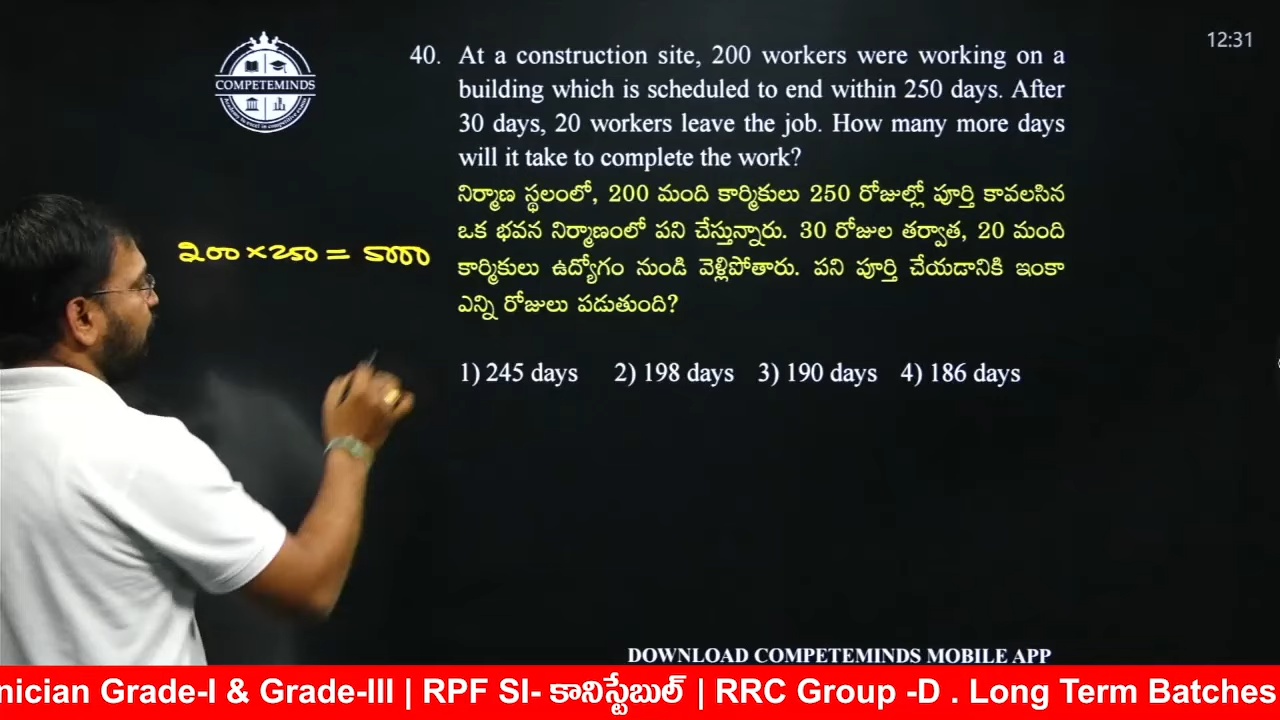 12:31
COMPETEMINDS
40. At a construction site, 200 workers were working on a
building which is scheduled to end within 250 days. After
30 days, 20 workers leave the job. How many more days
will it take to complete the work?
నిర్మాణ స్థలంలో, 200 మంది కార్మికులు 250 రోజుల్లో పూర్తి కావలసిన
ఒక భవన నిర్మాణంలో పని చేస్తున్నారు. 30 రోజుల తర్వాత, 20 మంది
కార్మికులు ఉద్యోగం నుండి వెళ్లిపోతారు. పని పూర్తి చేయడానికి ఇంకా
ఎన్ని రోజులు పడుతుంది?
200 × 250 =
1) 245 days 2) 198 days 3) 190 days 4) 186 days
DOWNLOAD COMPETEMINDS MOBILE APP
nician Grade-I & Grade-III | RPF SI- కానిస్టేబుల్ | RRC Group -D . Long Term Batches